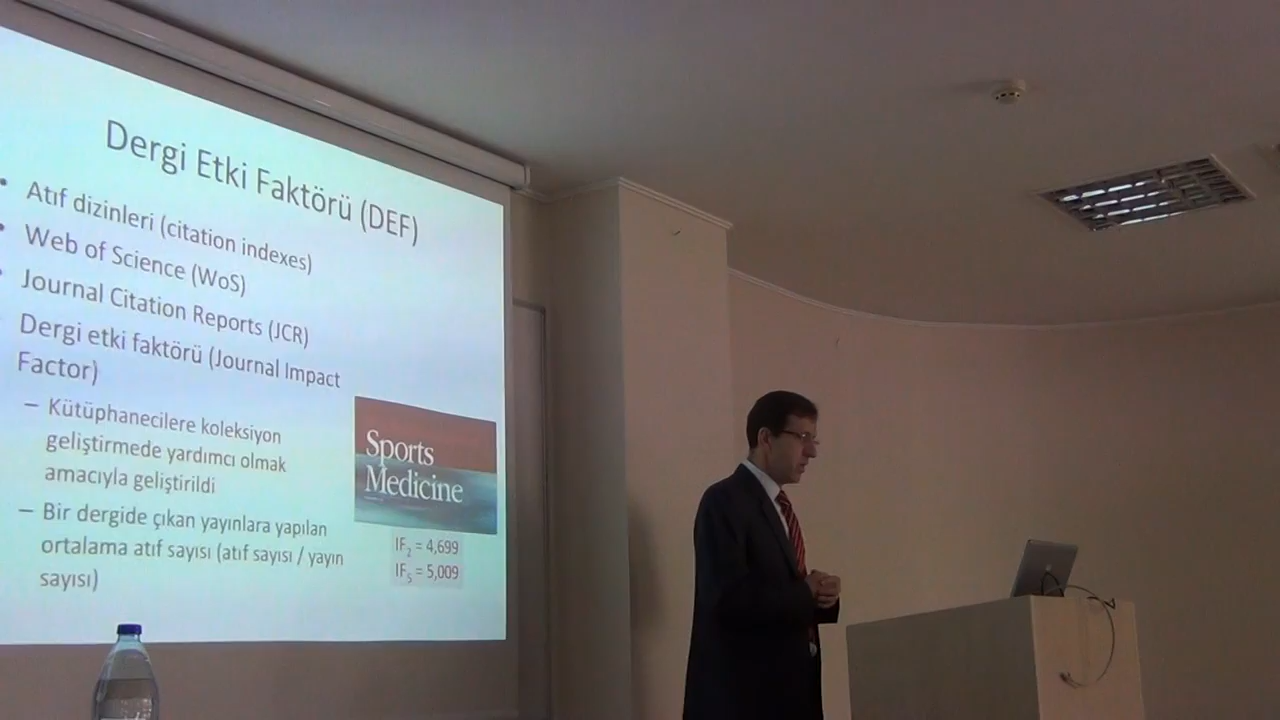 Dergi Etki Faktörü (DEF)
• Atıf dizinleri (citation indexes)
• Web of Science (WoS)
• Journal Citation Reports (JCR)
Dergi etki faktörü (Journal Impact
Factor)
– Kütüphanecilere koleksiyon
geliştirmede yardımcı olmak
amacıyla geliştirildi
– Bir dergide çıkan yayınlara yapılan
ortalama atıf sayısı (atıf sayısı / yayın
sayısı)
Sports
Medicine
IF₂ = 4,699
IF₅ = 5,009